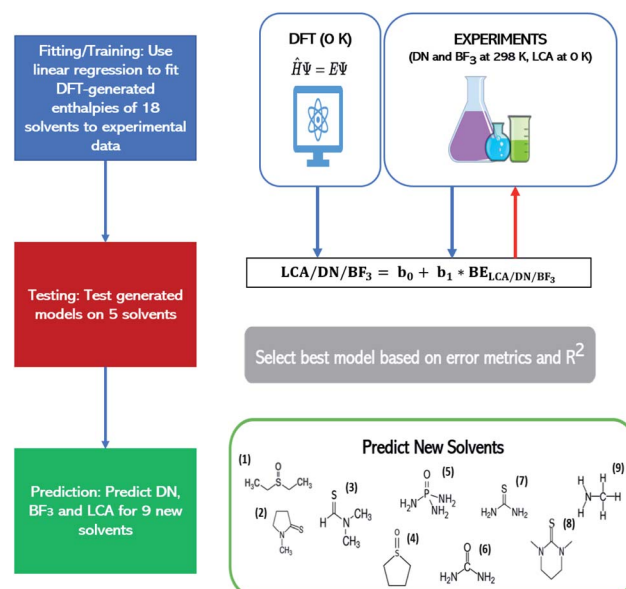 Fitting/Training: Use
linear regression to fit
DFT-generated
enthalpies of 18
solvents to experimental
data
DFT (0 K)
ĤΨ = EΨ
EXPERIMENTS
(DN and BF₃ at 298 K, LCA at 0 K)
Testing: Test generated
models on 5 solvents
LCA/DN/BF₃ = b₀ + b₁ * BE_LCA/DN/BF₃
Select best model based on error metrics and R²
Prediction: Predict DN,
BF₃ and LCA for 9 new
solvents
Predict New Solvents
(1)
O
S
CH₃
CH₃
(2)
N
S
CH₃
(3)
S
H
N
CH₃
CH₃
(4)
O
S
(5)
O
H₂N
P
NH₂
NH₂
(6)
O
H₂N
NH₂
(7)
S
H₂N
NH₂
(8)
S
N
N
(9)
H
H
N
C
H
H
H